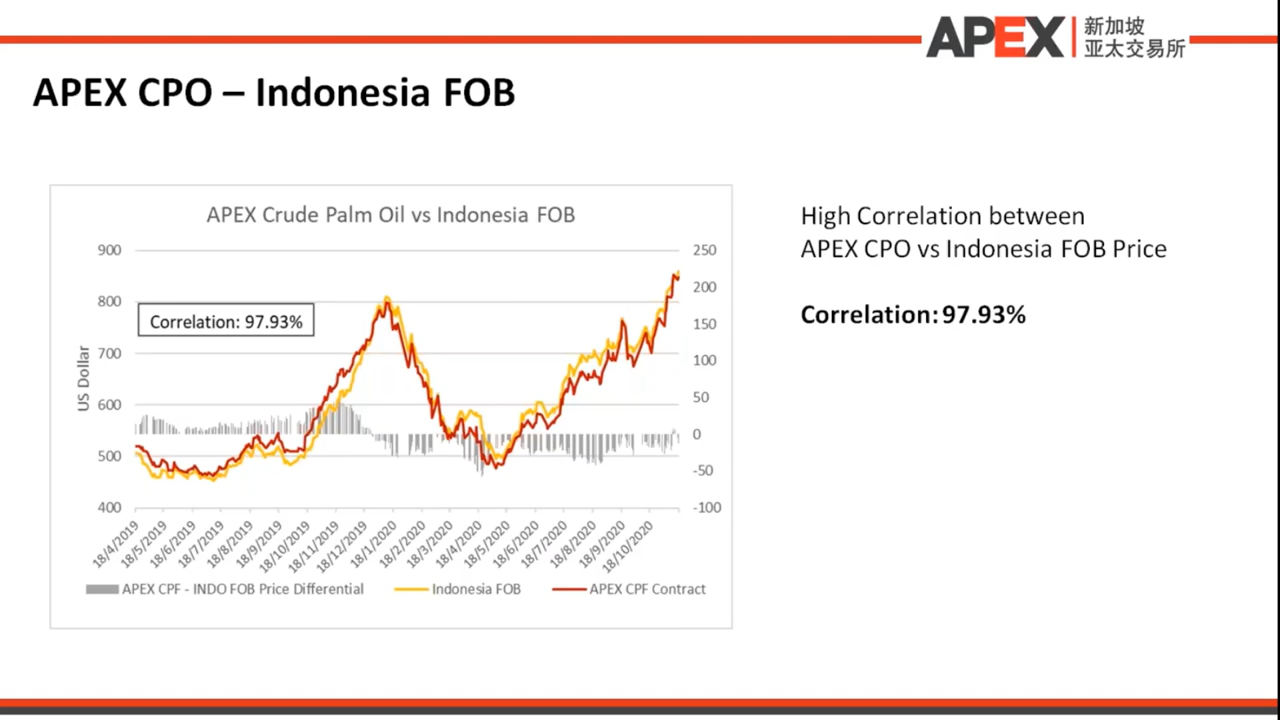 APEX
新加坡
亚太交易所
APEX CPO – Indonesia FOB
APEX Crude Palm Oil vs Indonesia FOB
900
800
700
600
500
400
US Dollar
Correlation: 97.93%
250
200
150
100
50
0
-50
-100
18/4/2019
18/5/2019
18/6/2019
18/7/2019
18/8/2019
18/9/2019
18/10/2019
18/11/2019
18/12/2019
18/1/2020
18/2/2020
18/3/2020
18/4/2020
18/5/2020
18/6/2020
18/7/2020
18/8/2020
18/9/2020
18/10/2020
APEX CPF - INDO FOB Price Differential
Indonesia FOB
APEX CPF Contract
High Correlation between
APEX CPO vs Indonesia FOB Price
Correlation: 97.93%